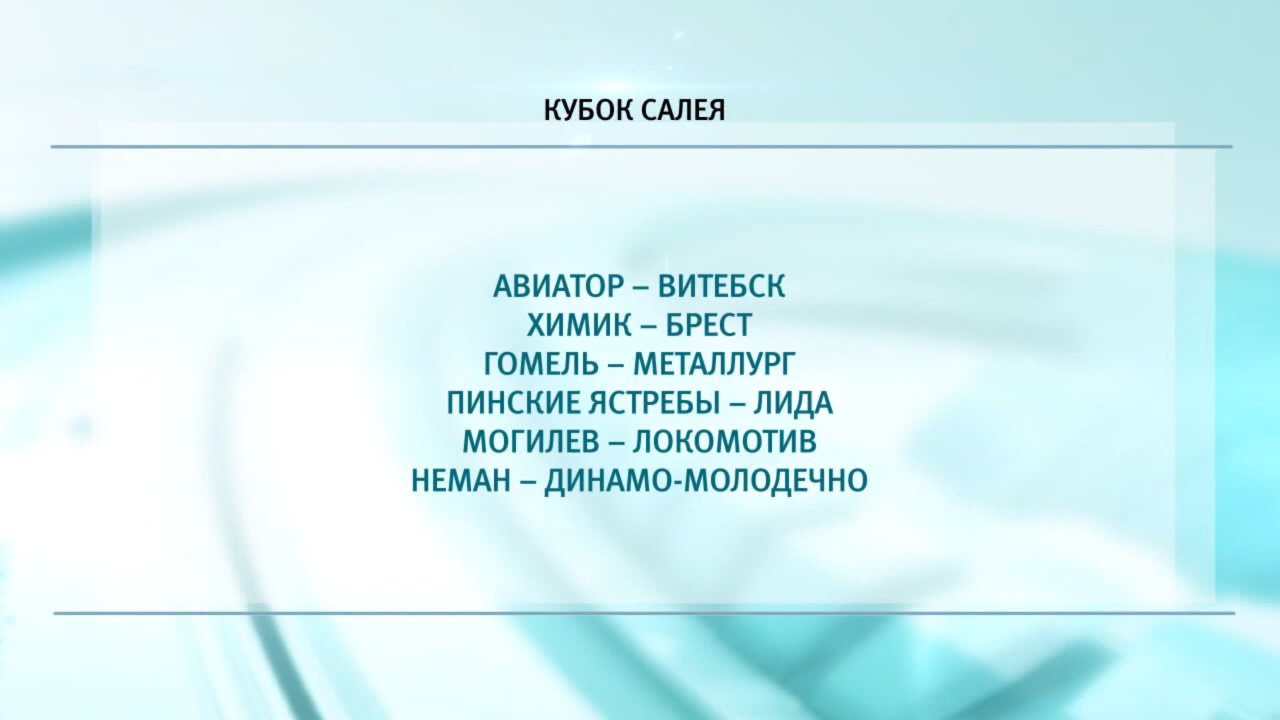 КУБОК САЛЕЯ
АВИАТОР – ВИТЕБСК
ХИМИК – БРЕСТ
ГОМЕЛЬ – МЕТАЛЛУРГ
ПИНСКИЕ ЯСТРЕБЫ – ЛИДА
МОГИЛЕВ – ЛОКОМОТИВ
НЕМАН – ДИНАМО-МОЛОДЕЧНО